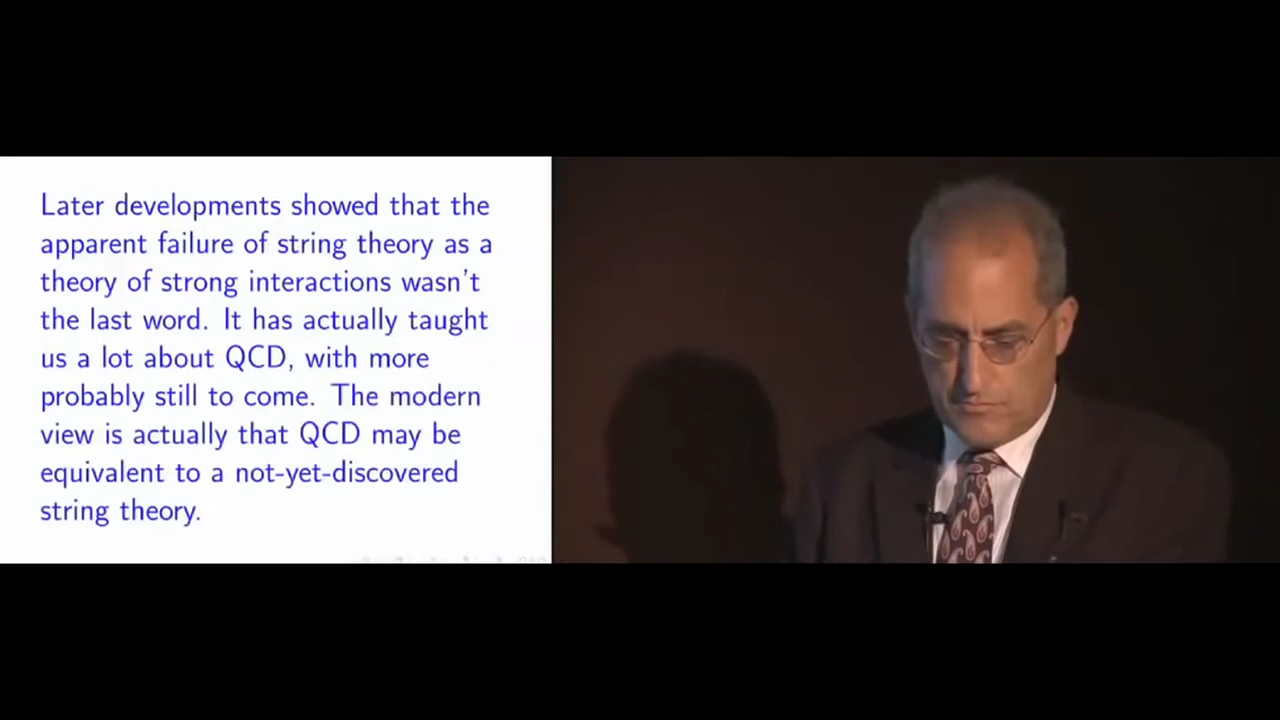 Later developments showed that the
apparent failure of string theory as a
theory of strong interactions wasn't
the last word. It has actually taught
us a lot about QCD, with more
probably still to come. The modern
view is actually that QCD may be
equivalent to a not-yet-discovered
string theory.